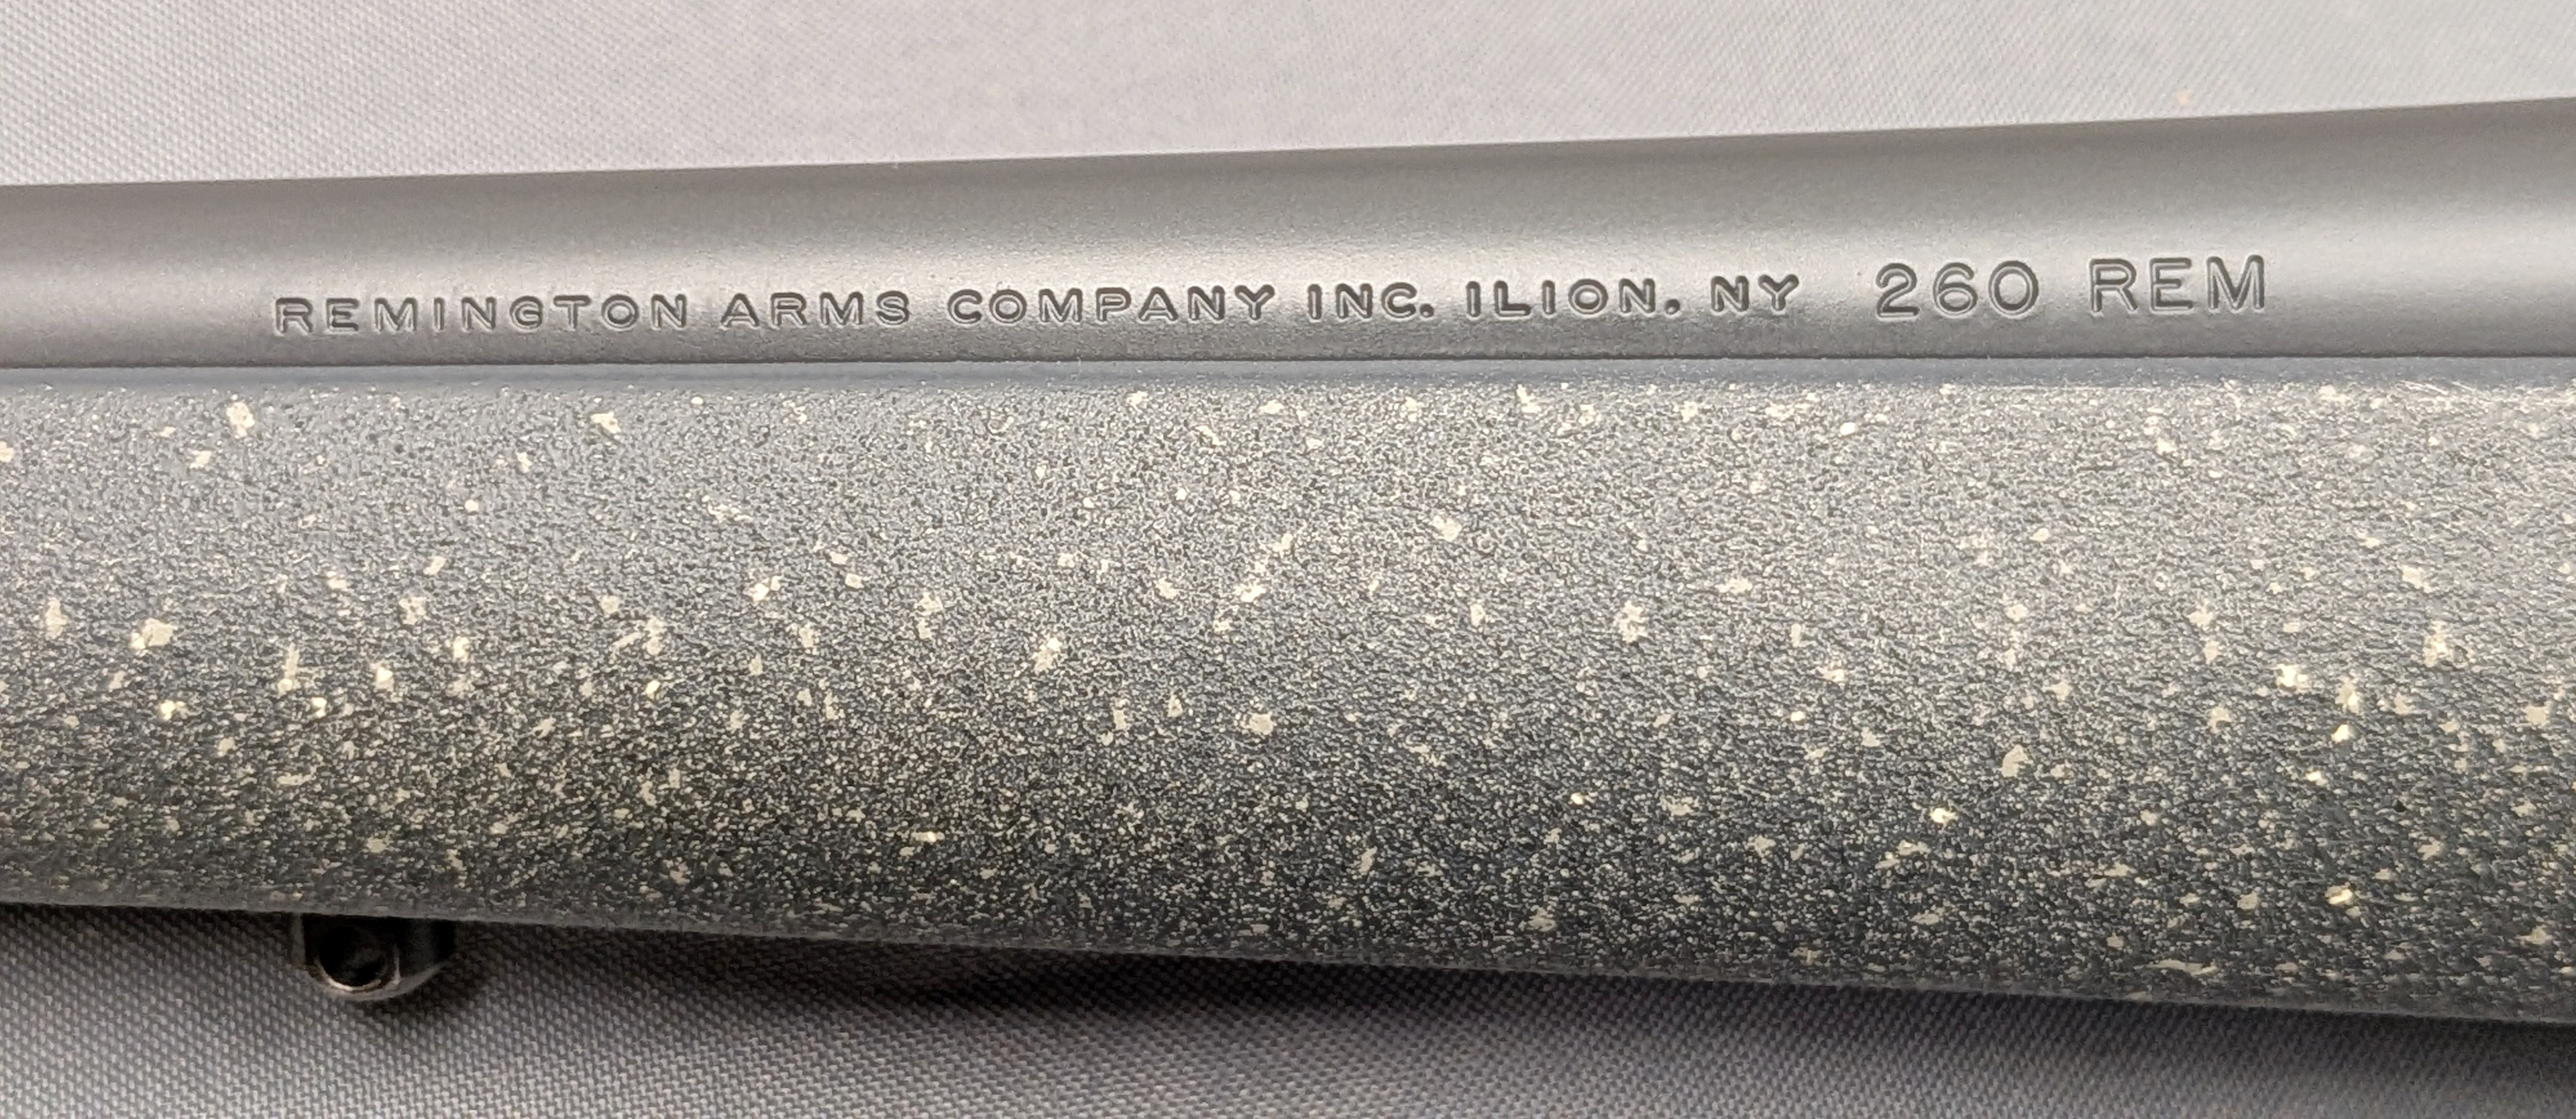 REMINGTON ARMS COMPANY INC. ILION. NY 260 REM